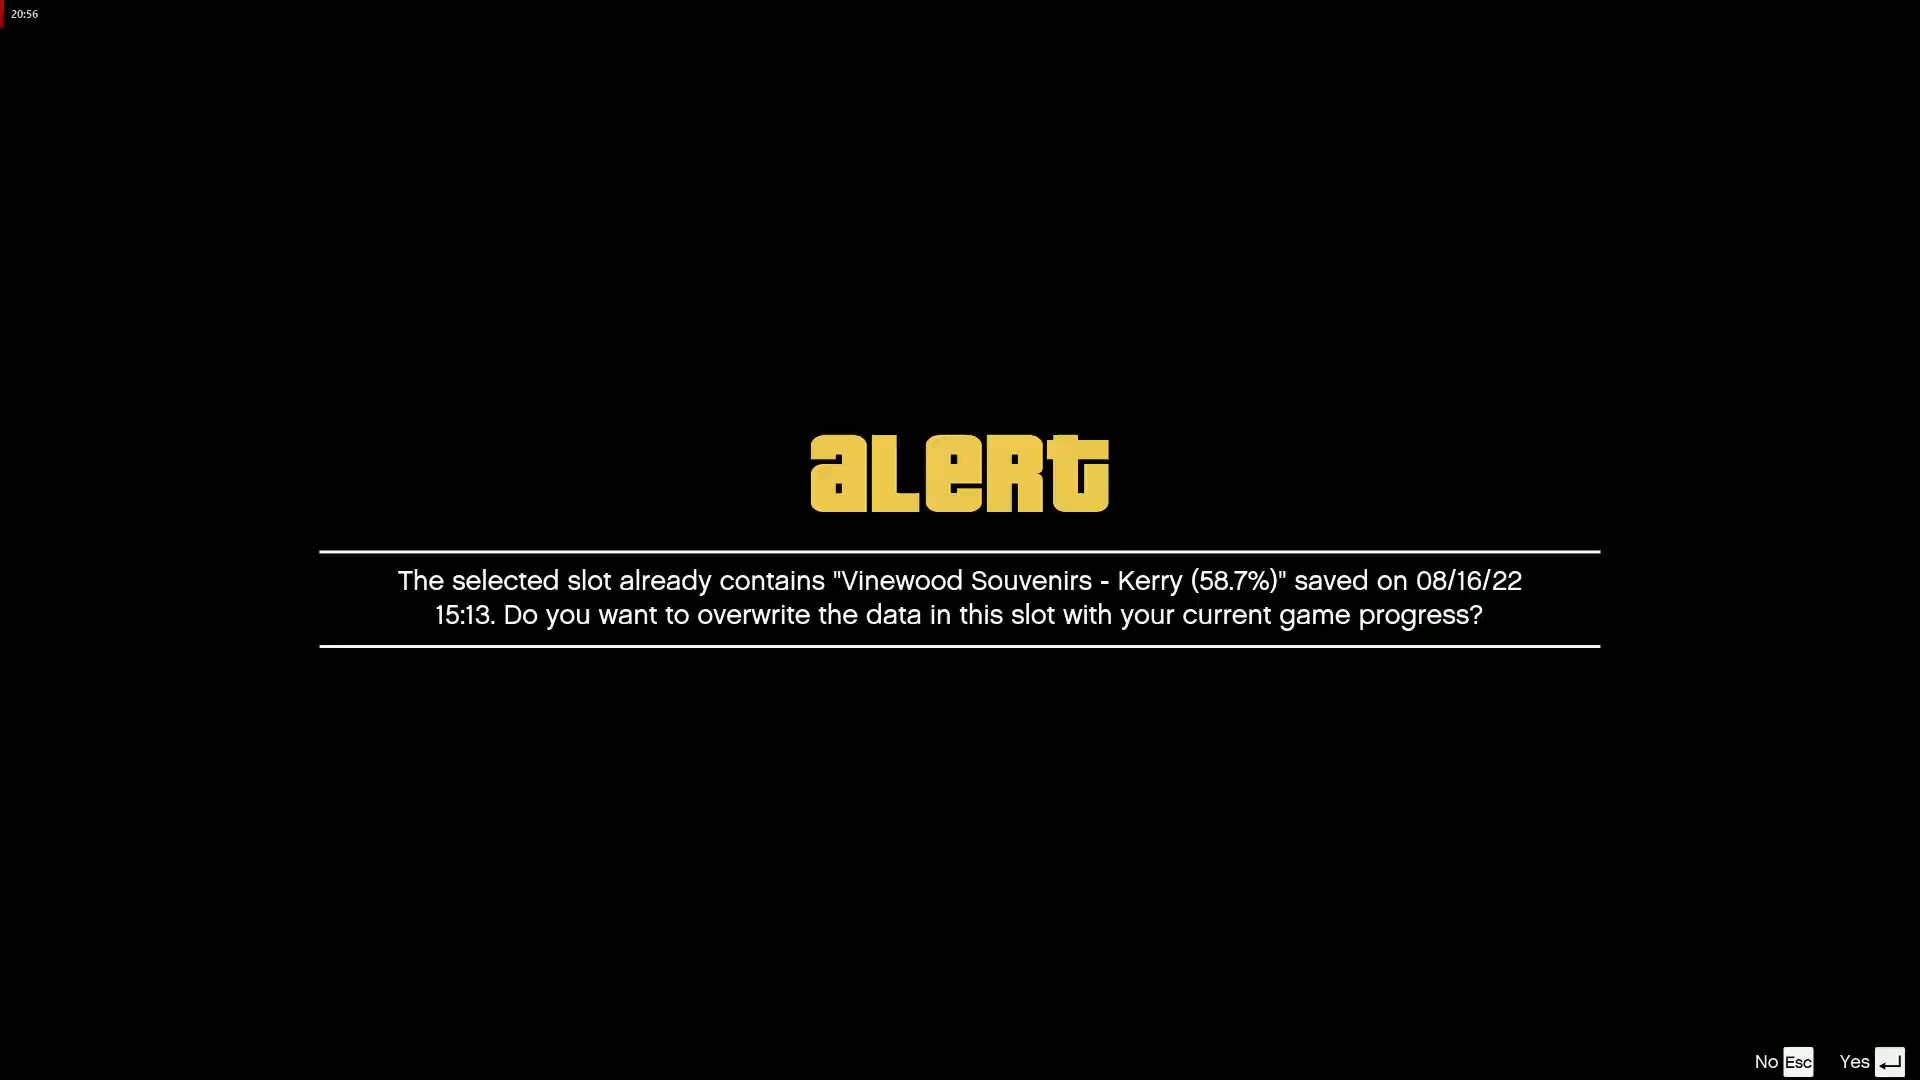 20:56
aLeRt
The selected slot already contains "Vinewood Souvenirs - Kerry (58.7%)" saved on 08/16/22
15:13. Do you want to overwrite the data in this slot with your current game progress?
No Esc Yes